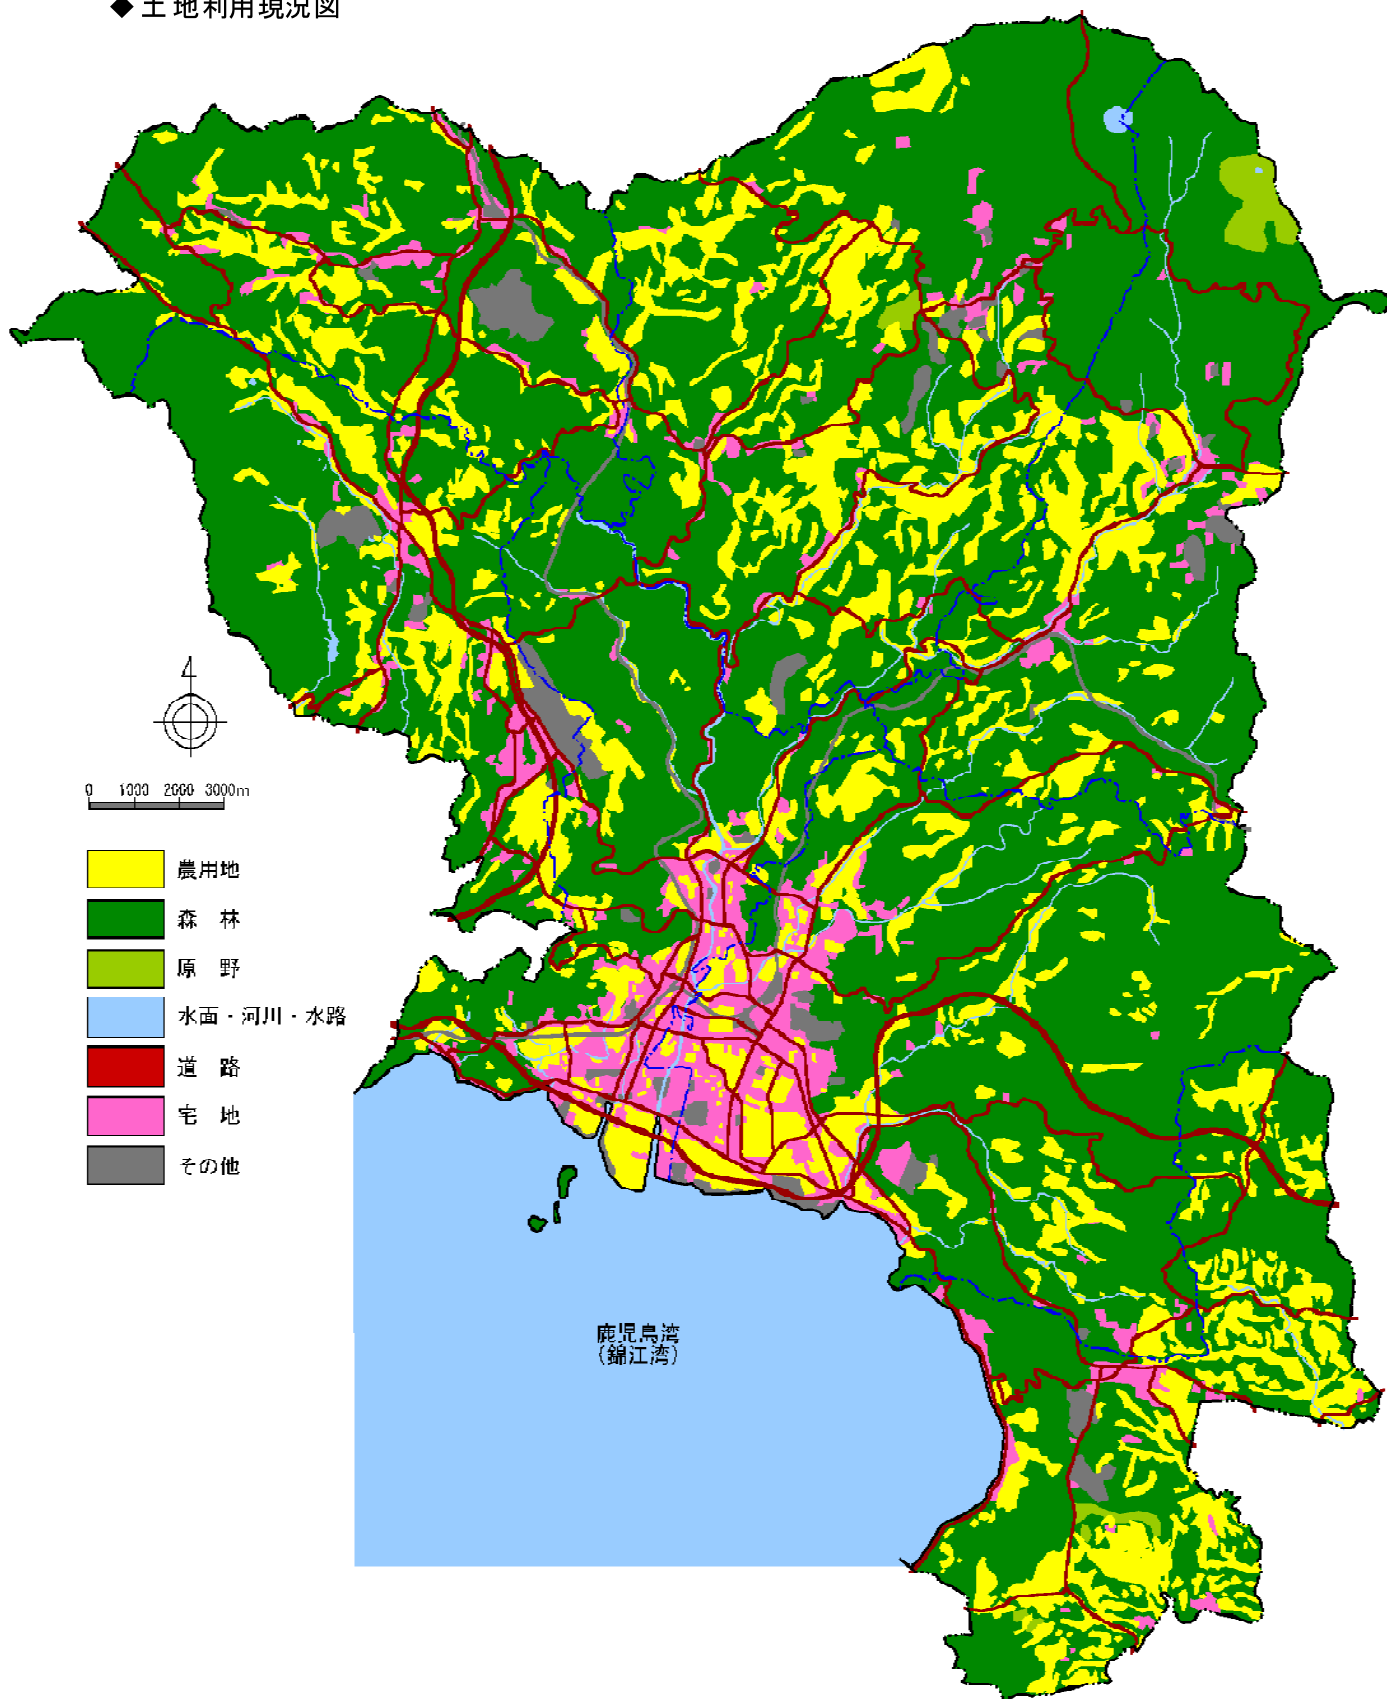 ◆ 土地利用現況図
4
0 1000 2000 3000m
農用地
森 林
原 野
水面・河川・水路
道 路
宅 地
その他
鹿児島湾
(錦江湾)